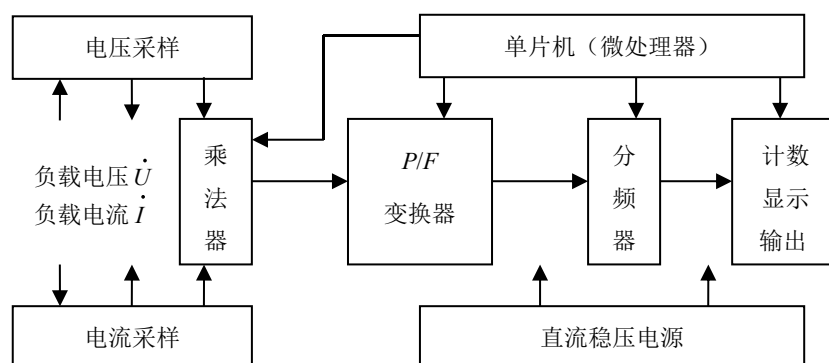 电压采样
单片机（微处理器）
负载电压 U̇
负载电流 İ
乘
法
器
P/F
变换器
分
频
器
计数
显示
输出
电流采样
直流稳压电源